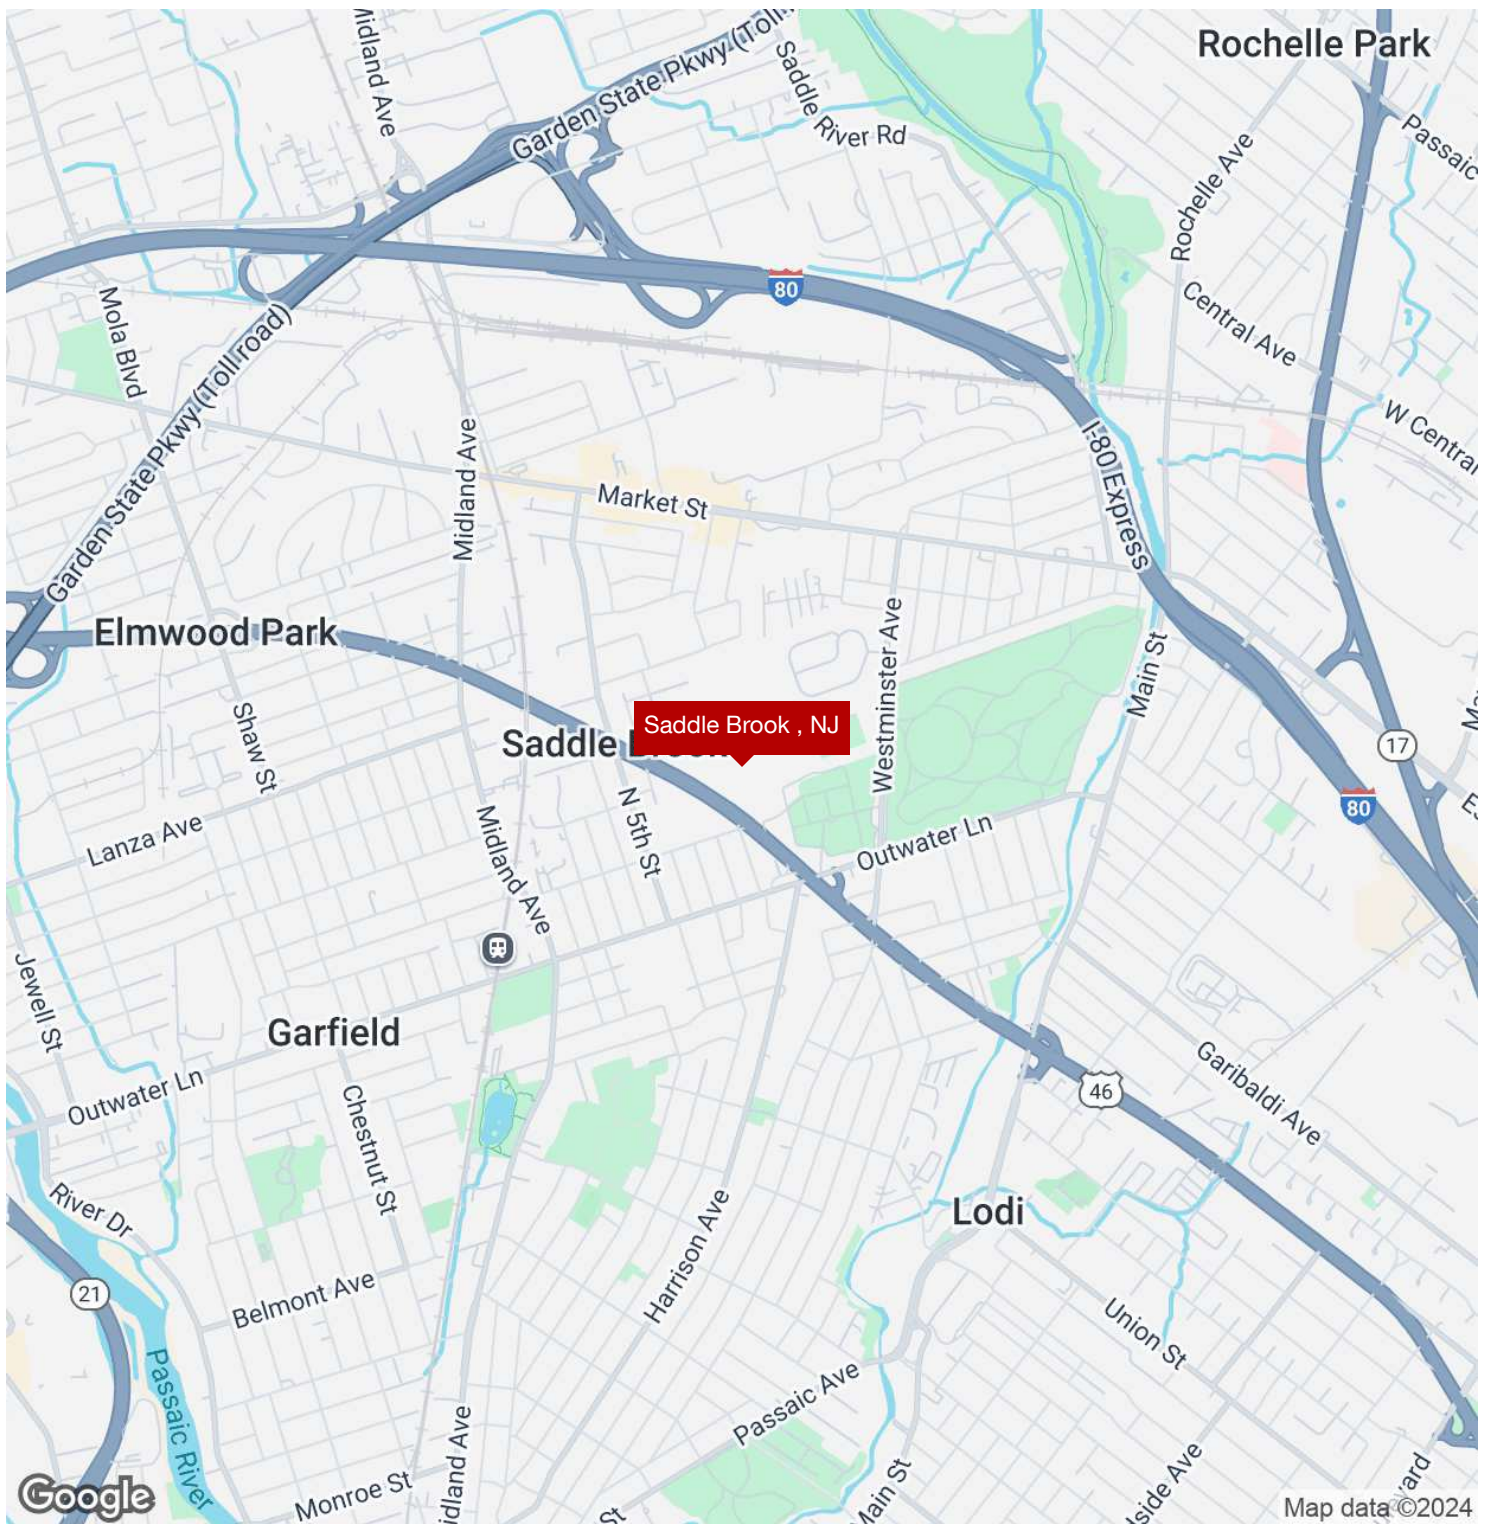 Rochelle Park
Midland Ave
Garden State Pkwy (Toll
Saddle River Rd
Passaic
Rochelle Ave
80
Mola Blvd
Central Ave
Garden State Pkwy (Toll road)
W Central
Midland Ave
Market St
I-80 Express
Elmwood Park
Westminster Ave
Main St
Shaw St
Saddle
Saddle Brook , NJ
17
80
N 5th St
Lanza Ave
Midland Ave
Outwater Ln
Jewell St
Garfield
Outwater Ln
Chestnut St
46
Garibaldi Ave
River Dr
Lodi
Harrison Ave
21
Belmont Ave
Union St
Passaic River
Passaic Ave
Midland Ave
Monroe St
Main St
St
Google
Map data ©2024